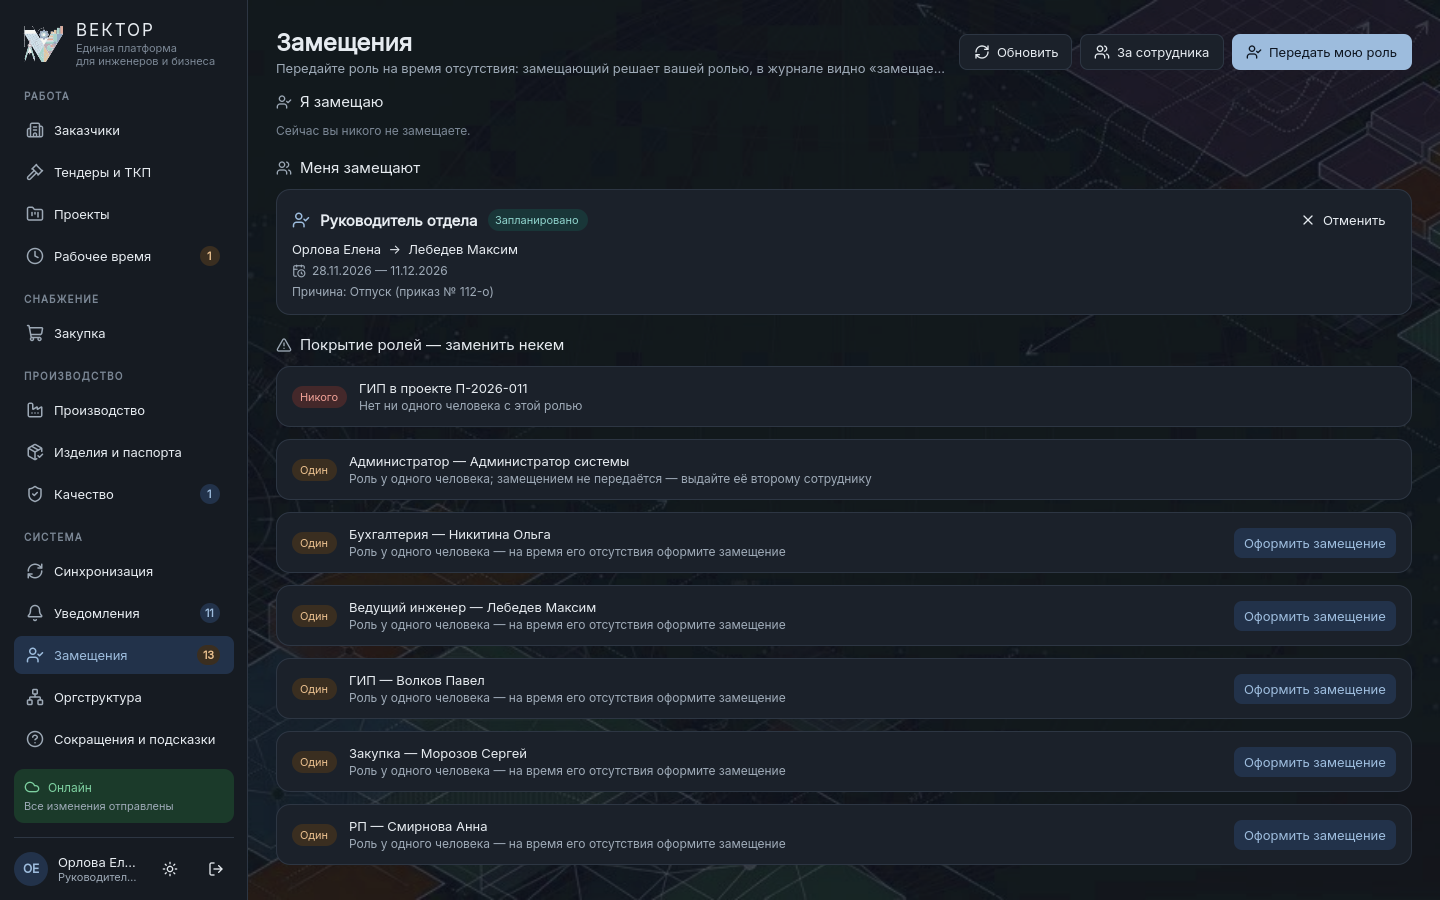 ВЕКТОР
Единая платформа
для инженеров и бизнеса
РАБОТА
Заказчики
Тендеры и ТКП
Проекты
Рабочее время 1
СНАБЖЕНИЕ
Закупка
ПРОИЗВОДСТВО
Производство
Изделия и паспорта
Качество 1
СИСТЕМА
Синхронизация
Уведомления 11
Замещения 13
Оргструктура
Сокращения и подсказки
Онлайн
Все изменения отправлены
ОЕ
Орлова Ел...
Руководител...
Замещения
Передайте роль на время отсутствия: замещающий решает вашей ролью, в журнале видно «замещае...
Обновить
За сотрудника
Передать мою роль
Я замещаю
Сейчас вы никого не замещаете.
Меня замещают
Руководитель отдела Запланировано
Отменить
Орлова Елена → Лебедев Максим
28.11.2026 — 11.12.2026
Причина: Отпуск (приказ № 112-о)
Покрытие ролей — заменить некем
Никого
ГИП в проекте П-2026-011
Нет ни одного человека с этой ролью
Один
Администратор — Администратор системы
Роль у одного человека; замещением не передаётся — выдайте её второму сотруднику
Один
Бухгалтерия — Никитина Ольга
Роль у одного человека — на время его отсутствия оформите замещение
Оформить замещение
Один
Ведущий инженер — Лебедев Максим
Роль у одного человека — на время его отсутствия оформите замещение
Оформить замещение
Один
ГИП — Волков Павел
Роль у одного человека — на время его отсутствия оформите замещение
Оформить замещение
Один
Закупка — Морозов Сергей
Роль у одного человека — на время его отсутствия оформите замещение
Оформить замещение
Один
РП — Смирнова Анна
Роль у одного человека — на время его отсутствия оформите замещение
Оформить замещение